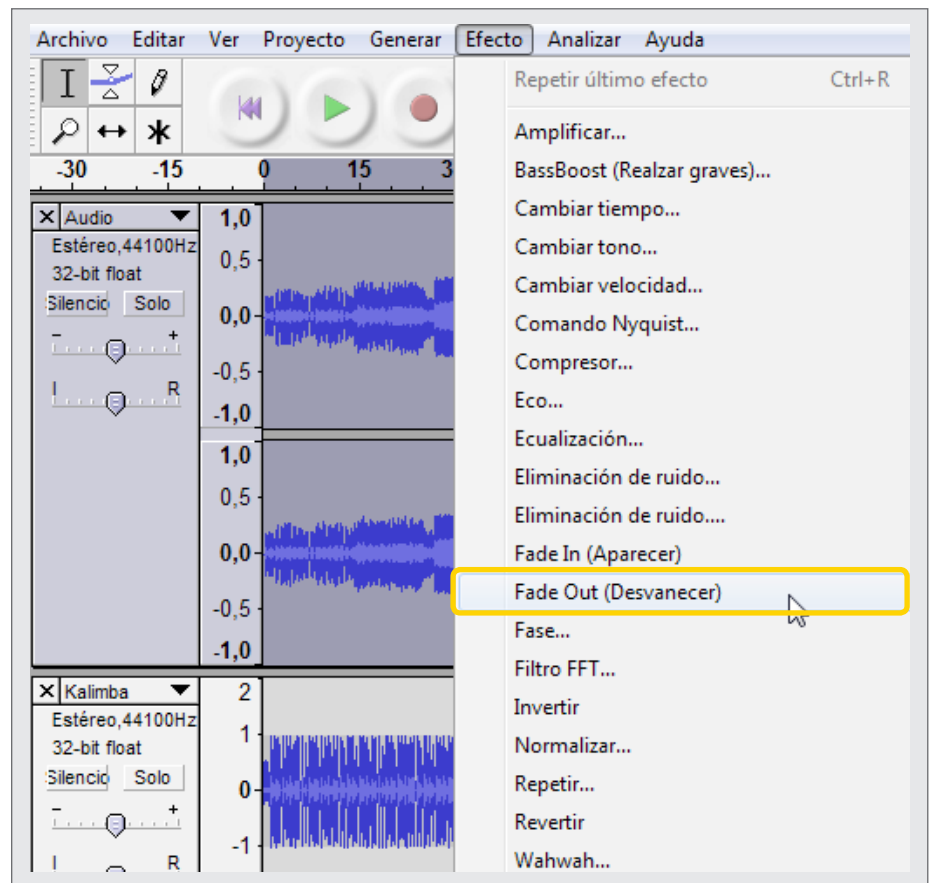 Archivo Editar Ver Proyecto Generar Efecto Analizar Ayuda
Repetir último efecto Ctrl+R
Amplificar...
BassBoost (Realzar graves)...
Cambiar tiempo...
Cambiar tono...
Cambiar velocidad...
Comando Nyquist...
Compresor...
Eco...
Ecualización...
Eliminación de ruido...
Eliminación de ruido....
Fade In (Aparecer)
Fade Out (Desvanecer)
Fase...
Filtro FFT...
Invertir
Normalizar...
Repetir...
Revertir
Wahwah...
-30 -15 0 15 3
Audio
Estéreo,44100Hz
32-bit float
Silencio Solo
- +
I R
1,0
0,5
0,0
-0,5
-1,0
1,0
0,5
0,0
-0,5
-1,0
Kalimba
Estéreo,44100Hz
32-bit float
Silencio Solo
- +
I R
2
1
0
-1